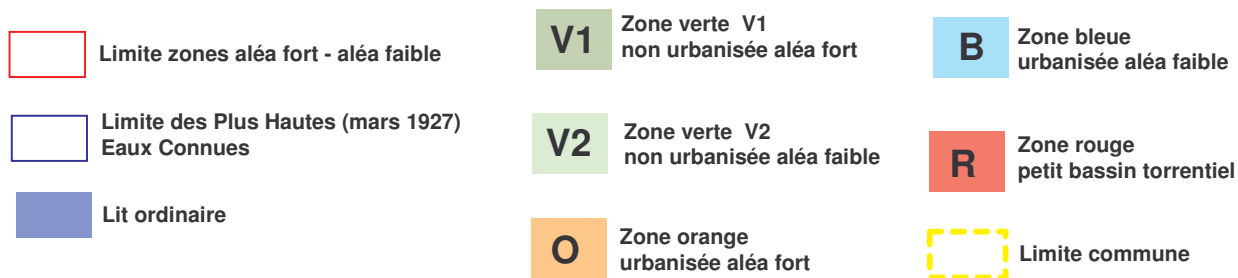 Limite zones aléa fort - aléa faible
Limite des Plus Hautes (mars 1927)
Eaux Connues
Lit ordinaire
V1
Zone verte V1
non urbanisée aléa fort
V2
Zone verte V2
non urbanisée aléa faible
O
Zone orange
urbanisée aléa fort
B
Zone bleue
urbanisée aléa faible
R
Zone rouge
petit bassin torrentiel
Limite commune